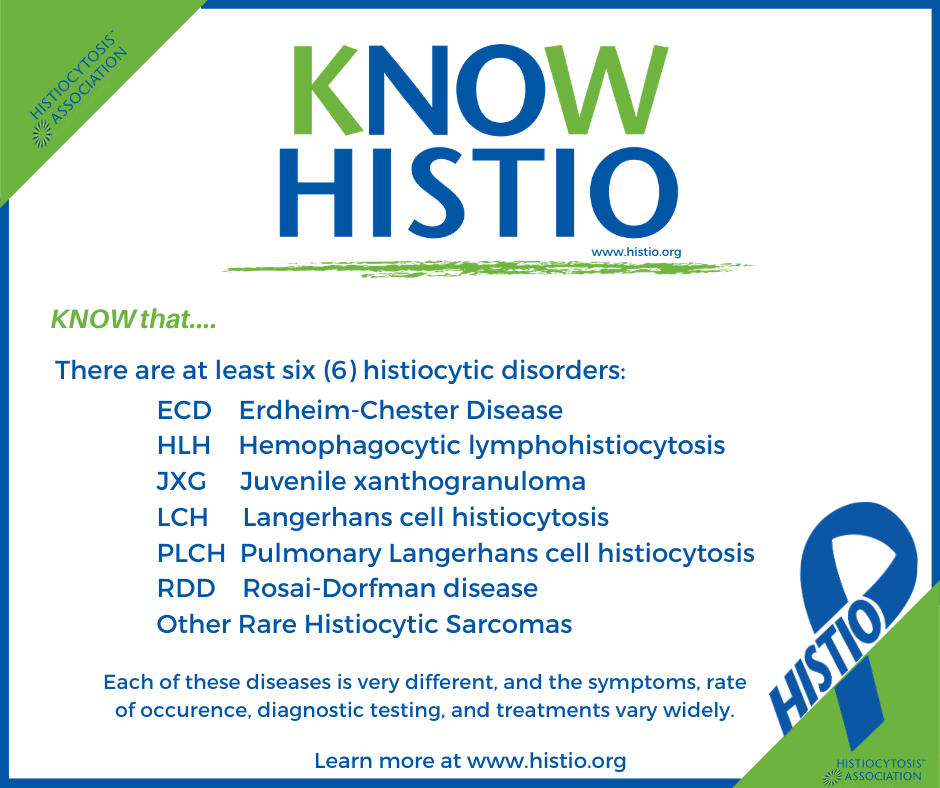 HISTIOCYTOSIS™
ASSOCIATION
KNOW
HISTIO
www.histio.org
KNOW that....
There are at least six (6) histiocytic disorders:
ECD Erdheim-Chester Disease
HLH Hemophagocytic lymphohistiocytosis
JXG Juvenile xanthogranuloma
LCH Langerhans cell histiocytosis
PLCH Pulmonary Langerhans cell histiocytosis
RDD Rosai-Dorfman disease
Other Rare Histiocytic Sarcomas
Each of these diseases is very different, and the symptoms, rate
of occurence, diagnostic testing, and treatments vary widely.
Learn more at www.histio.org
HISTIO
HISTIOCYTOSIS™
ASSOCIATION